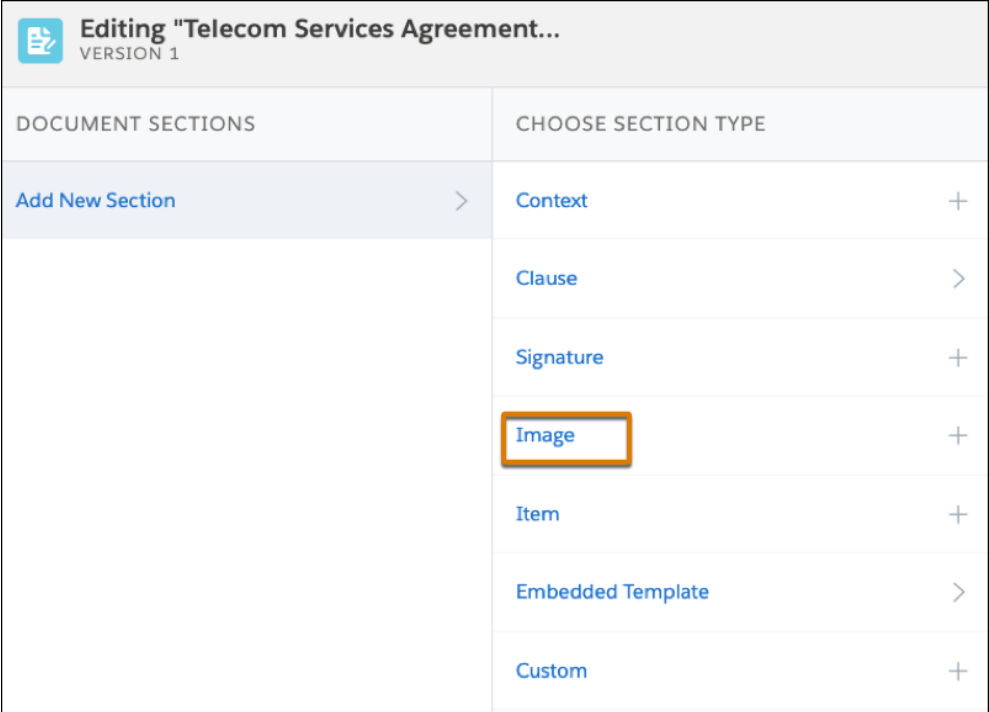 Editing "Telecom Services Agreement...
VERSION 1
DOCUMENT SECTIONS
CHOOSE SECTION TYPE
Add New Section
Context
Clause
Signature
Image
Item
Embedded Template
Custom